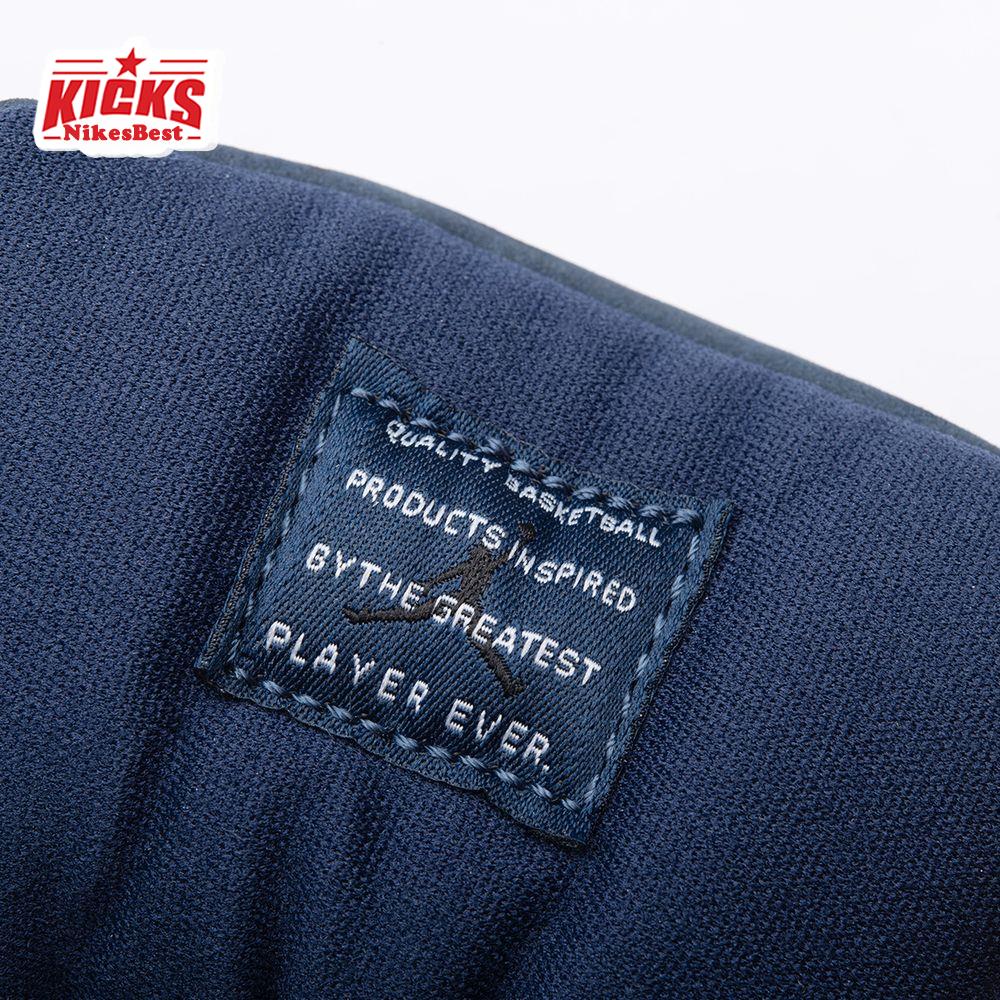 KICKS
NikesBest
QUALITY BASKETBALL
PRODUCTS INSPIRED
BY THE GREATEST
PLAYER EVER.